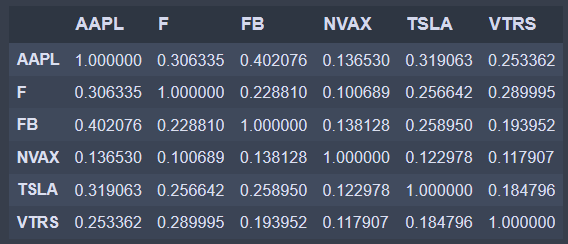 AAPL F FB NVAX TSLA VTRS
AAPL 1.000000 0.306335 0.402076 0.136530 0.319063 0.253362
F 0.306335 1.000000 0.228810 0.100689 0.256642 0.289995
FB 0.402076 0.228810 1.000000 0.138128 0.258950 0.193952
NVAX 0.136530 0.100689 0.138128 1.000000 0.122978 0.117907
TSLA 0.319063 0.256642 0.258950 0.122978 1.000000 0.184796
VTRS 0.253362 0.289995 0.193952 0.117907 0.184796 1.000000